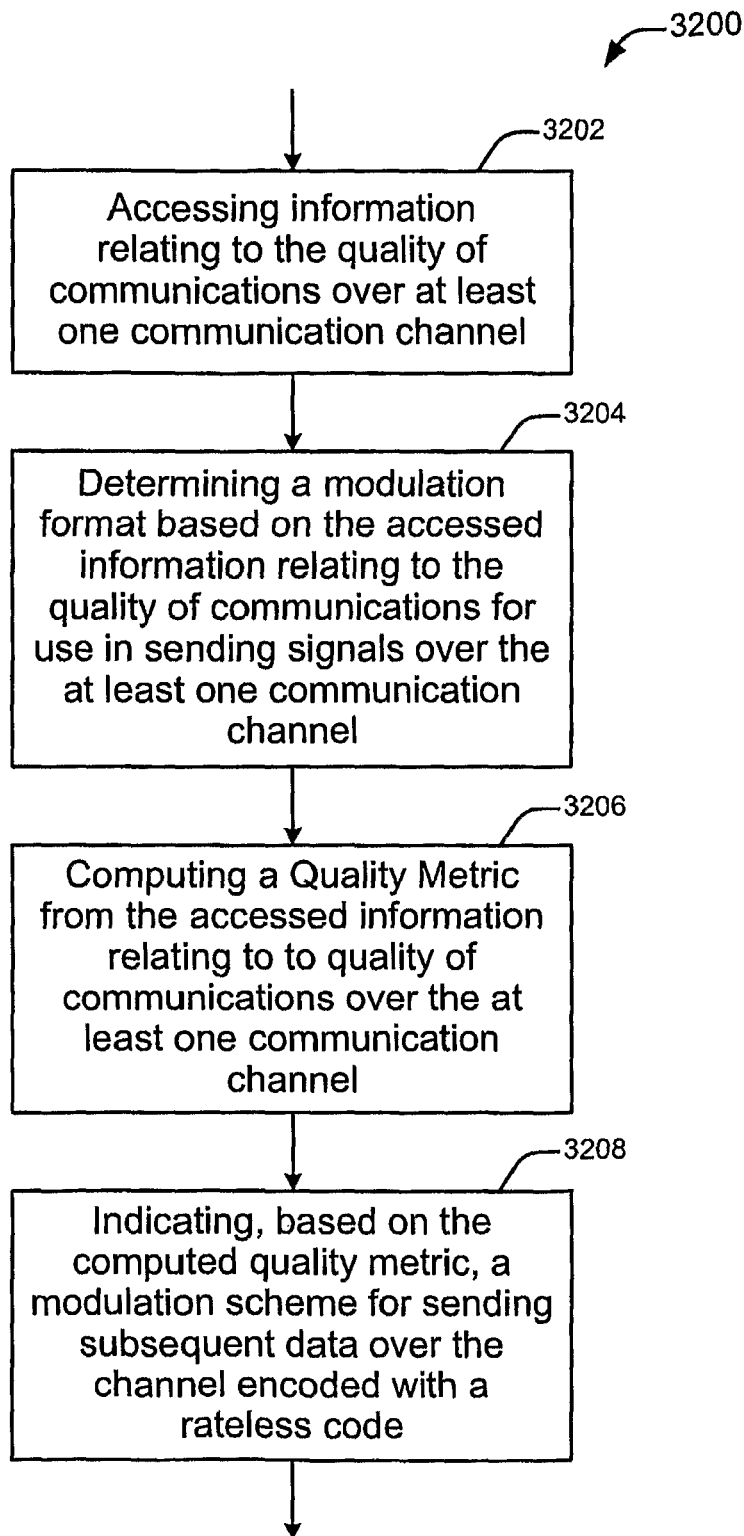 3200
3202
Accessing information
relating to the quality of
communications over at least
one communication channel
3204
Determining a modulation
format based on the accessed
information relating to the
quality of communications for
use in sending signals over the
at least one communication
channel
3206
Computing a Quality Metric
from the accessed information
relating to to quality of
communications over the at
least one communication
channel
3208
Indicating, based on the
computed quality metric, a
modulation scheme for sending
subsequent data over the
channel encoded with a
rateless code